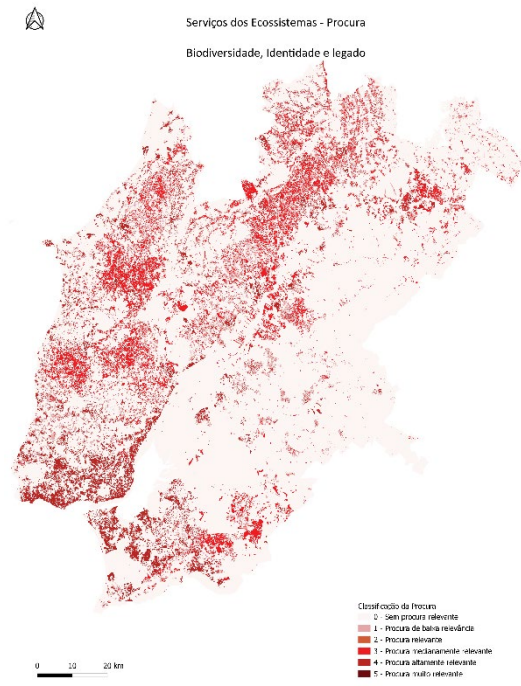 Serviços dos Ecossistemas - Procura
Biodiversidade, Identidade e legado
Classificação da Procura
0 - Sem procura relevante
1 - Procura de baixa relevância
2 - Procura relevante
3 - Procura medianamente relevante
4 - Procura altamente relevante
5 - Procura muito relevante
0 10 20 km